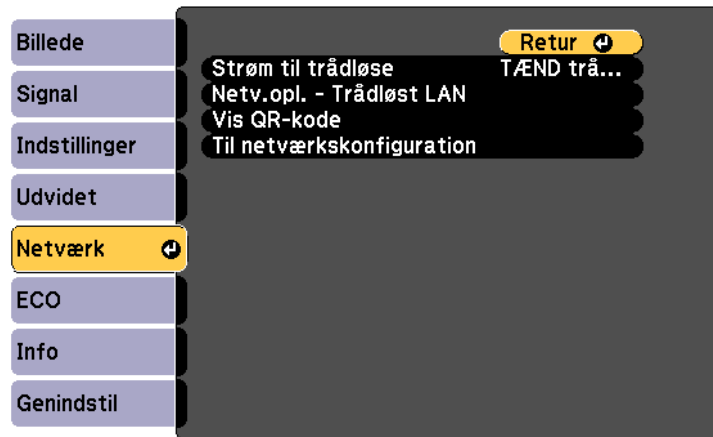 Billede
Signal
Indstillinger
Udvidet
Netværk
ECO
Info
Genindstil
Retur
Strøm til trådløse TÆND trå...
Netv.opl. - Trådløst LAN
Vis QR-kode
Til netværkskonfiguration